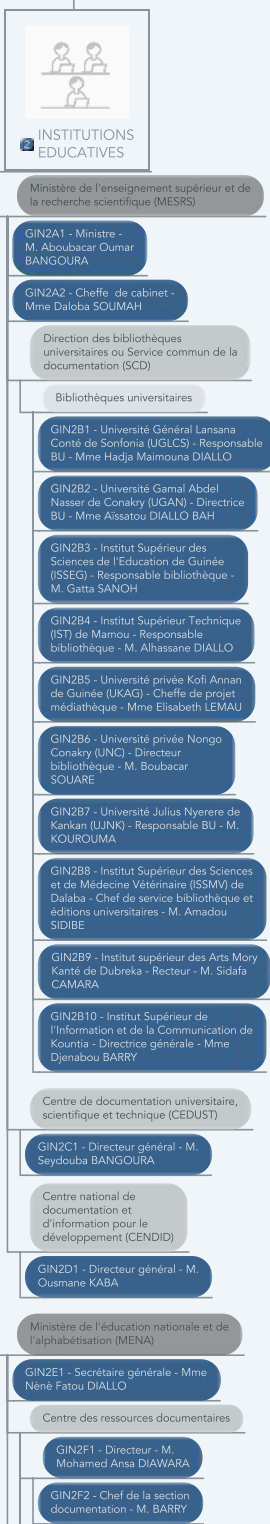 2 INSTITUTIONS
EDUCATIVES
Ministère de l'enseignement supérieur et de
la recherche scientifique (MESRS)
GIN2A1 - Ministre -
M. Aboubacar Oumar
BANGOURA
GIN2A2 - Cheffe de cabinet -
Mme Daloba SOUMAH
Direction des bibliothèques
universitaires ou Service commun de la
documentation (SCD)
Bibliothèques universitaires
GIN2B1 - Université Général Lansana
Conté de Sonfonia (UGLCS) - Responsable
BU - Mme Hadja Maimouna DIALLO
GIN2B2 - Université Gamal Abdel
Nasser de Conakry (UGAN) - Directrice
BU - Mme Aïssatou DIALLO BAH
GIN2B3 - Institut Supérieur des
Sciences de l'Education de Guinée
(ISSEG) - Responsable bibliothèque -
M. Gatta SANOH
GIN2B4 - Institut Supérieur Technique
(IST) de Mamou - Responsable
bibliothèque - M. Alhassane DIALLO
GIN2B5 - Université privée Kofi Annan
de Guinée (UKAG) - Cheffe de projet
médiathèque - Mme Elisabeth LEMAU
GIN2B6 - Université privée Nongo
Conakry (UNC) - Directeur
bibliothèque - M. Boubacar
SOUARE
GIN2B7 - Université Julius Nyerere de
Kankan (UJNK) - Responsable BU - M.
KOUROUMA
GIN2B8 - Institut Supérieur des Sciences
et de Médecine Vétérinaire (ISSMV) de
Dalaba - Chef de service bibliothèque et
éditions universitaires - M. Amadou
SIDIBE
GIN2B9 - Institut supérieur des Arts Mory
Kanté de Dubreka - Recteur - M. Sidafa
CAMARA
GIN2B10 - Institut Supérieur de
l'Information et de la Communication de
Kountia - Directrice générale - Mme
Djenabou BARRY
Centre de documentation universitaire,
scientifique et technique (CEDUST)
GIN2C1 - Directeur général - M.
Seydouba BANGOURA
Centre national de
documentation et
d'information pour le
développement (CENDID)
GIN2D1 - Directeur général - M.
Ousmane KABA
Ministère de l'éducation nationale et de
l'alphabétisation (MENA)
GIN2E1 - Secrétaire générale - Mme
Nènè Fatou DIALLO
Centre des ressources documentaires
GIN2F1 - Directeur - M.
Mohamed Ansa DIAWARA
GIN2F2 - Chef de la section
documentation - M. BARRY